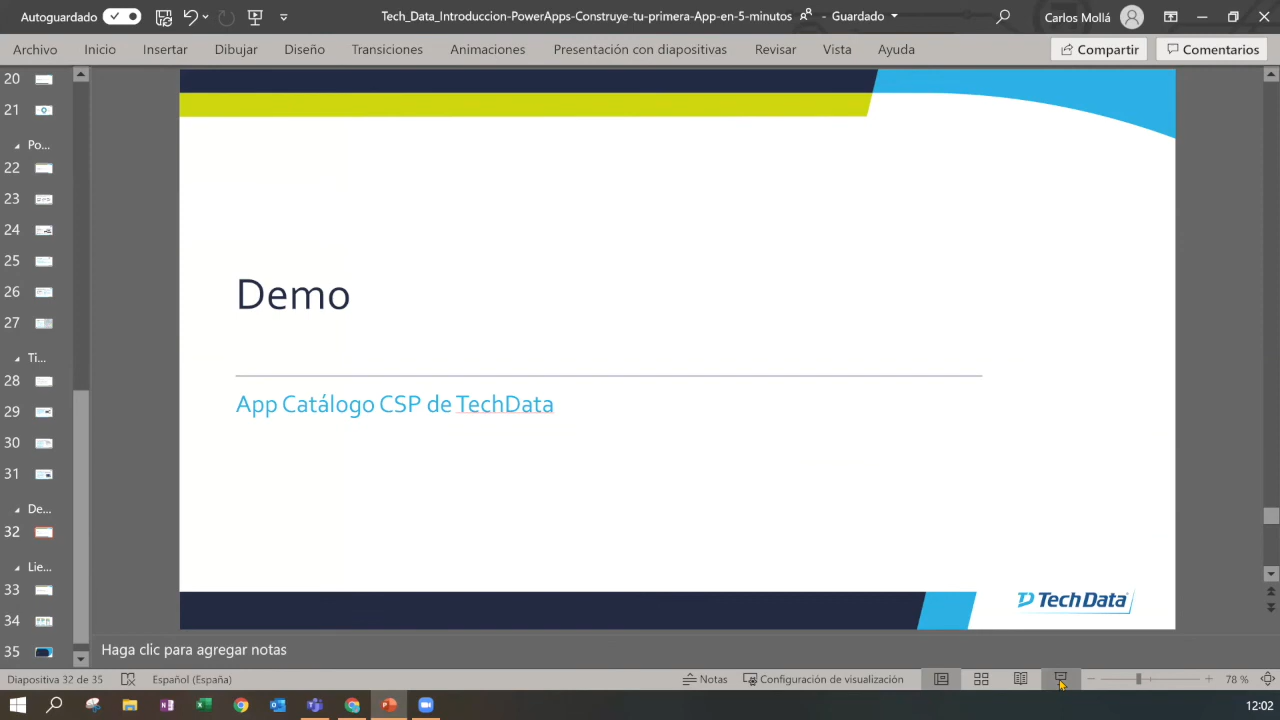 Autoguardado
Tech_Data_Introduccion-PowerApps-Construye-tu-primera-App-en-5-minutos
Guardado
Carlos Mollá
Archivo
Inicio
Insertar
Dibujar
Diseño
Transiciones
Animaciones
Presentación con diapositivas
Revisar
Vista
Ayuda
Compartir
Comentarios
20
21
Po...
22
23
24
25
26
27
Ti...
28
29
30
31
De...
32
Lie...
33
34
35
Demo
App Catálogo CSP de TechData
Tech Data
Haga clic para agregar notas
Diapositiva 32 de 35
Español (España)
Notas
Configuración de visualización
78 %
12:02